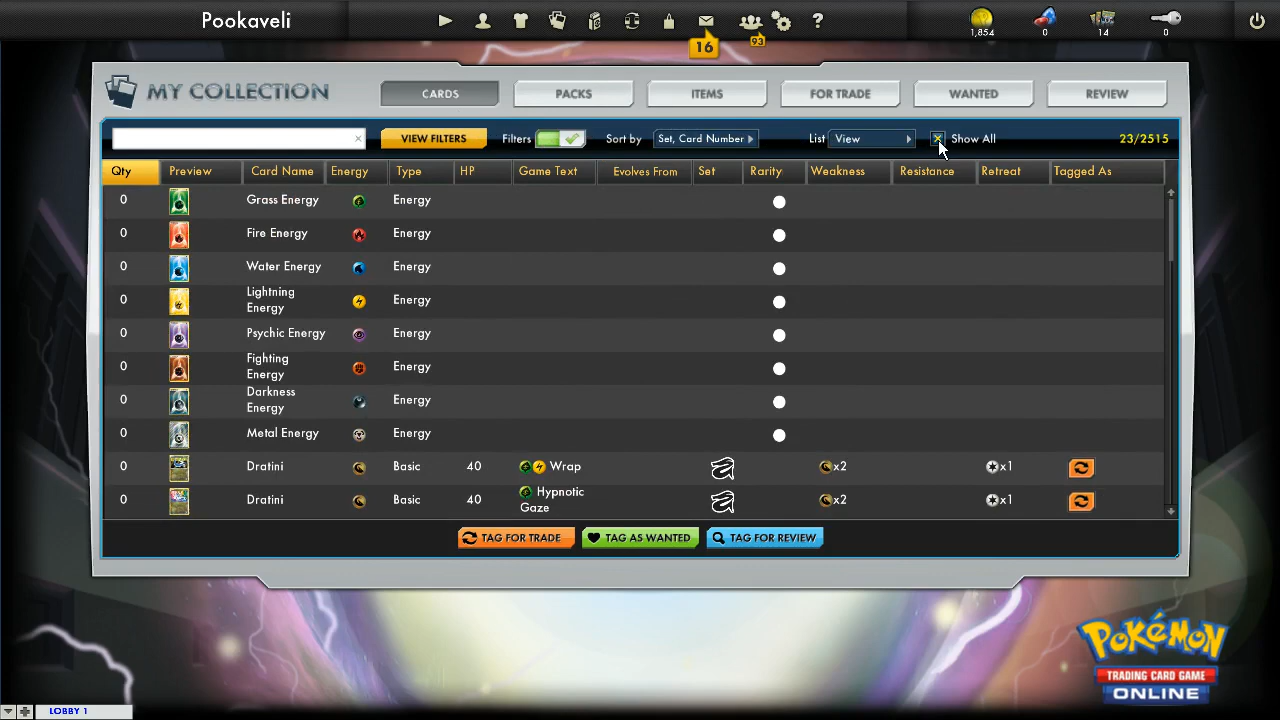 Pookaveli
?
16
93
1,854
0
14
0
MY COLLECTION
CARDS
PACKS
ITEMS
FOR TRADE
WANTED
REVIEW
VIEW FILTERS
Filters
Sort by
Set, Card Number
List
View
Show All
23/2515
Qty Preview Card Name Energy Type HP Game Text Evolves From Set Rarity Weakness Resistance Retreat Tagged As
0 Grass Energy Energy
0 Fire Energy Energy
0 Water Energy Energy
0 Lightning Energy Energy
0 Psychic Energy Energy
0 Fighting Energy Energy
0 Darkness Energy Energy
0 Metal Energy Energy
0 Dratini Basic 40 Wrap x2 x1
0 Dratini Basic 40 Hypnotic Gaze x2 x1
TAG FOR TRADE
TAG AS WANTED
TAG FOR REVIEW
POKéMON
TRADING CARD GAME
ONLINE
LOBBY 1